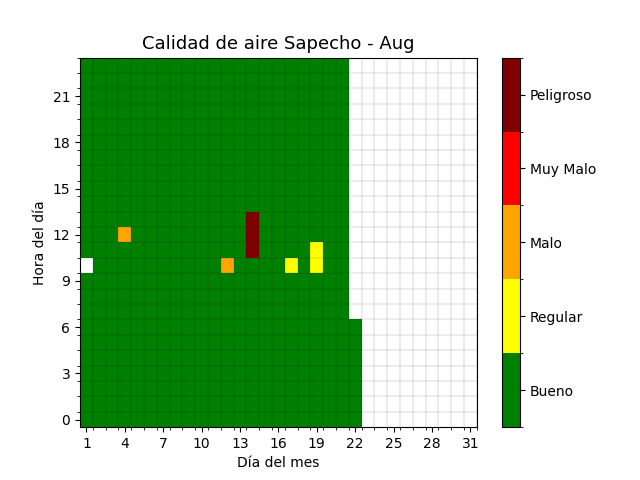 Calidad de aire Sapecho - Aug
21
18
15
12
9
6
3
0
Hora del día
1 4 7 10 13 16 19 22 25 28 31
Día del mes
Peligroso
Muy Malo
Malo
Regular
Bueno